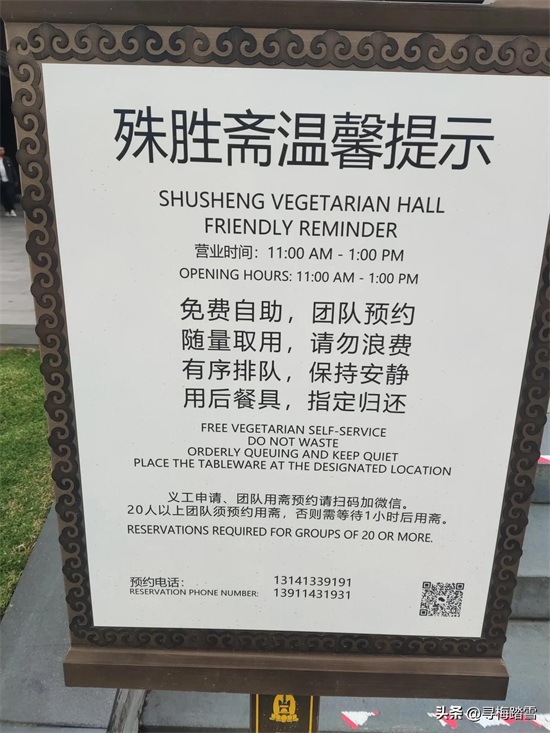 殊胜斋温馨提示
SHUSHENG VEGETARIAN HALL
FRIENDLY REMINDER
营业时间：11:00 AM - 1:00 PM
OPENING HOURS: 11:00 AM - 1:00 PM
免费自助，团队预约
随量取用，请勿浪费
有序排队，保持安静
用后餐具，指定归还
FREE VEGETARIAN SELF-SERVICE
DO NOT WASTE
ORDERLY QUEUING AND KEEP QUIET
PLACE THE TABLEWARE AT THE DESIGNATED LOCATION
义工申请、团队用斋预约请扫码加微信。
20人以上团队须预约用斋，否则需等待1小时后用斋。
RESERVATIONS REQUIRED FOR GROUPS OF 20 OR MORE.
预约电话： 13141339191
RESERVATION PHONE NUMBER: 13911431931
头条 @寻梅踏雪